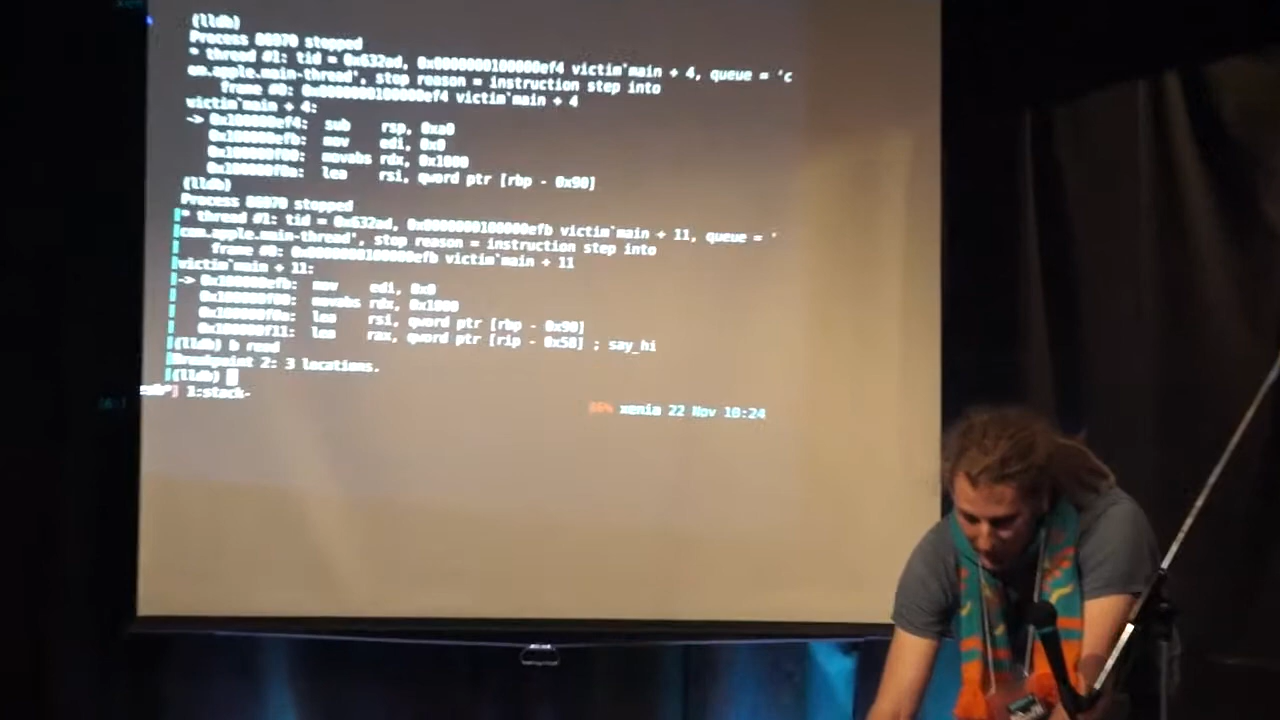 (lldb)
Process 86070 stopped
* thread #1: tid = 0x632ad, 0x0000000100000ef4 victim`main + 4, queue = 'c
om.apple.main-thread', stop reason = instruction step into
frame #0: 0x0000000100000ef4 victim`main + 4
victim`main + 4:
-> 0x100000ef4: sub rsp, 0xa0
0x100000efb: mov edi, 0x0
0x100000f00: movabs rdx, 0x1000
0x100000f0a: lea rsi, qword ptr [rbp - 0x90]
(lldb)
Process 86070 stopped
* thread #1: tid = 0x632ad, 0x0000000100000efb victim`main + 11, queue = '
com.apple.main-thread', stop reason = instruction step into
frame #0: 0x0000000100000efb victim`main + 11
victim`main + 11:
-> 0x100000efb: mov edi, 0x0
0x100000f00: movabs rdx, 0x1000
0x100000f0a: lea rsi, qword ptr [rbp - 0x90]
0x100000f11: lea rax, qword ptr [rip - 0x58] ; say_hi
(lldb) b read
Breakpoint 2: 3 locations.
(lldb)
1:stack-
xenia 22 Nov 10:24